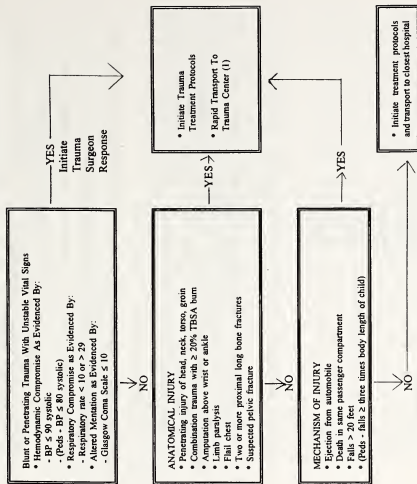 Blunt or Penetrating Trauma With Unstable Vital Signs
• Hemodynamic Compromise As Evidenced By:
- BP ≤ 90 systolic
(Peds - BP ≤ 80 systolic)
• Respiratory Compromise as Evidenced By:
- Respiratory rate < 10 or > 29
• Altered Mentation as Evidenced By:
- Glasgow Coma Scale ≤ 10
YES
Initiate
Trauma
Surgeon
Response
NO
ANATOMICAL INJURY
• Penetrating injury of head, neck, torso, groin
• Combination trauma with ≥ 20% TBSA burn
• Amputation above wrist or ankle
• Limb paralysis
• Flail chest
• Two or more proximal long bone fractures
• Suspected pelvic fracture
YES
• Initiate Trauma
Treatment Protocols
• Rapid Transport To
Trauma Center (1)
NO
MECHANISM OF INJURY
• Ejection from automobile
• Death in same passenger compartment
• Falls > 20 feet
• (Peds - falls ≥ three times body length of child)
YES
NO
• Initiate treatment protocols
and transport to closest hospital